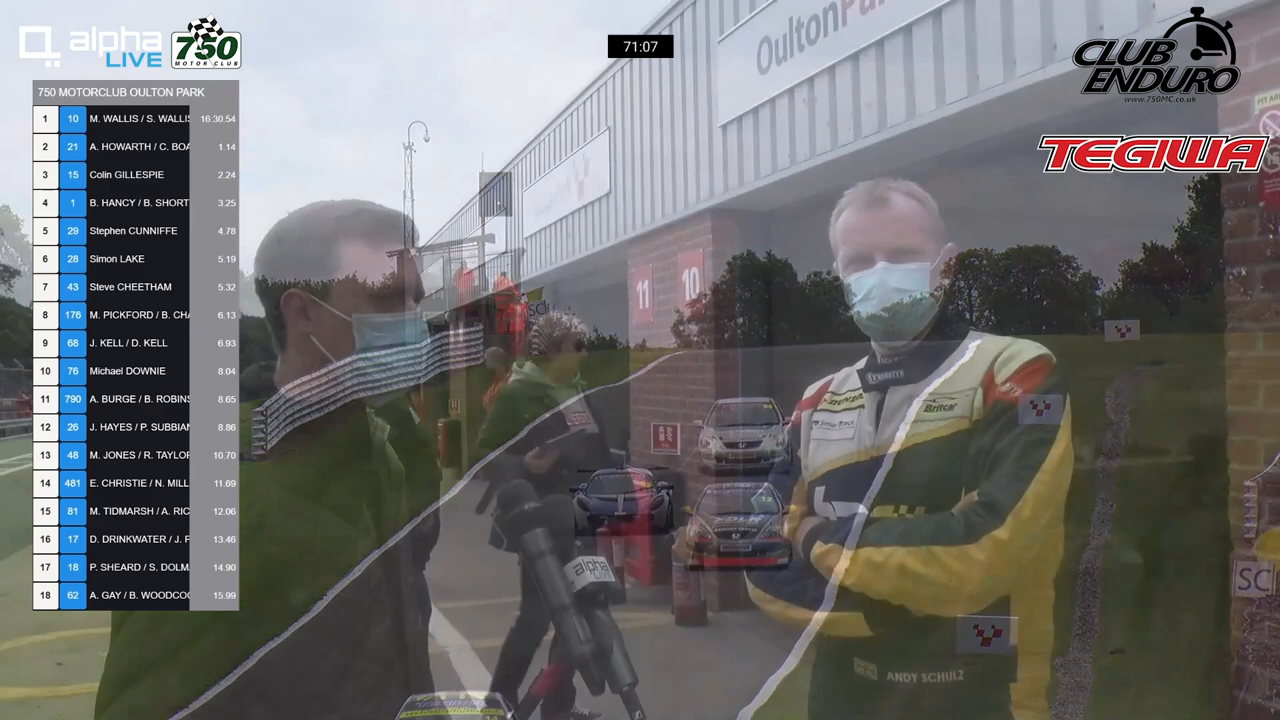 alpha
LIVE
750
MOTOR CLUB
71:07
OultonPar
CLUB
ENDURO
www.750MC.co.uk
TEGIWA
750 MOTORCLUB OULTON PARK
1 10 M. WALLIS / S. WALLIS 16:30.54
2 21 A. HOWARTH / C. BOA 1.14
3 15 Colin GILLESPIE 2.24
4 1 B. HANCY / B. SHORT 3.25
5 29 Stephen CUNNIFFE 4.78
6 28 Simon LAKE 5.19
7 43 Steve CHEETHAM 5.32
8 176 M. PICKFORD / B. CHA 6.13
9 68 J. KELL / D. KELL 6.93
10 76 Michael DOWNIE 8.04
11 790 A. BURGE / B. ROBINS 8.65
12 26 J. HAYES / P. SUBBIAN 8.86
13 48 M. JONES / R. TAYLOR 10.70
14 481 E. CHRISTIE / N. MILL 11.69
15 81 M. TIDMARSH / A. RIC 12.06
16 17 D. DRINKWATER / J. F 13.46
17 18 P. SHEARD / S. DOLM 14.90
18 62 A. GAY / B. WOODCOO 15.99
11
10
Britcar
alpha
LIVE
SC
ANDY SCHULZ